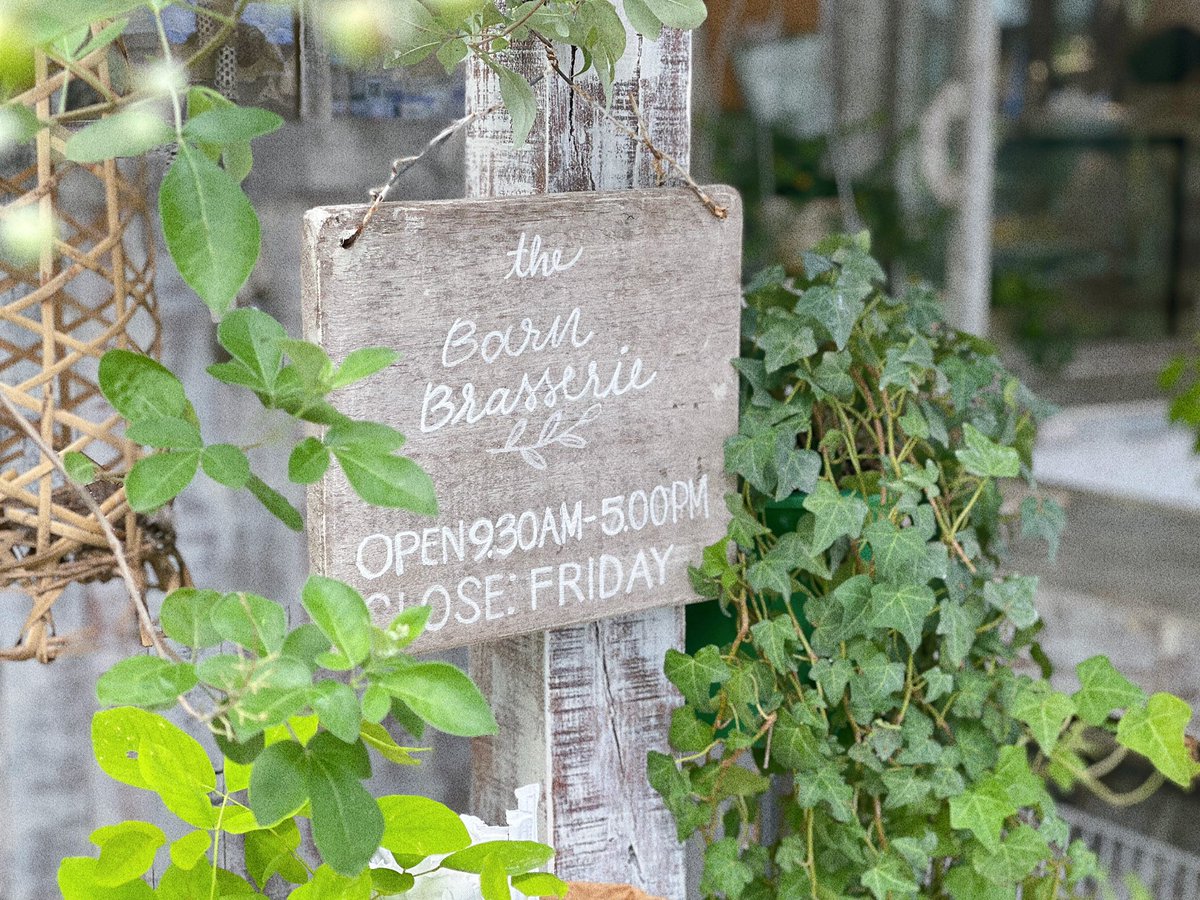 the
Barn
Brasserie
OPEN 9.30AM-5.00PM
CLOSE: FRIDAY